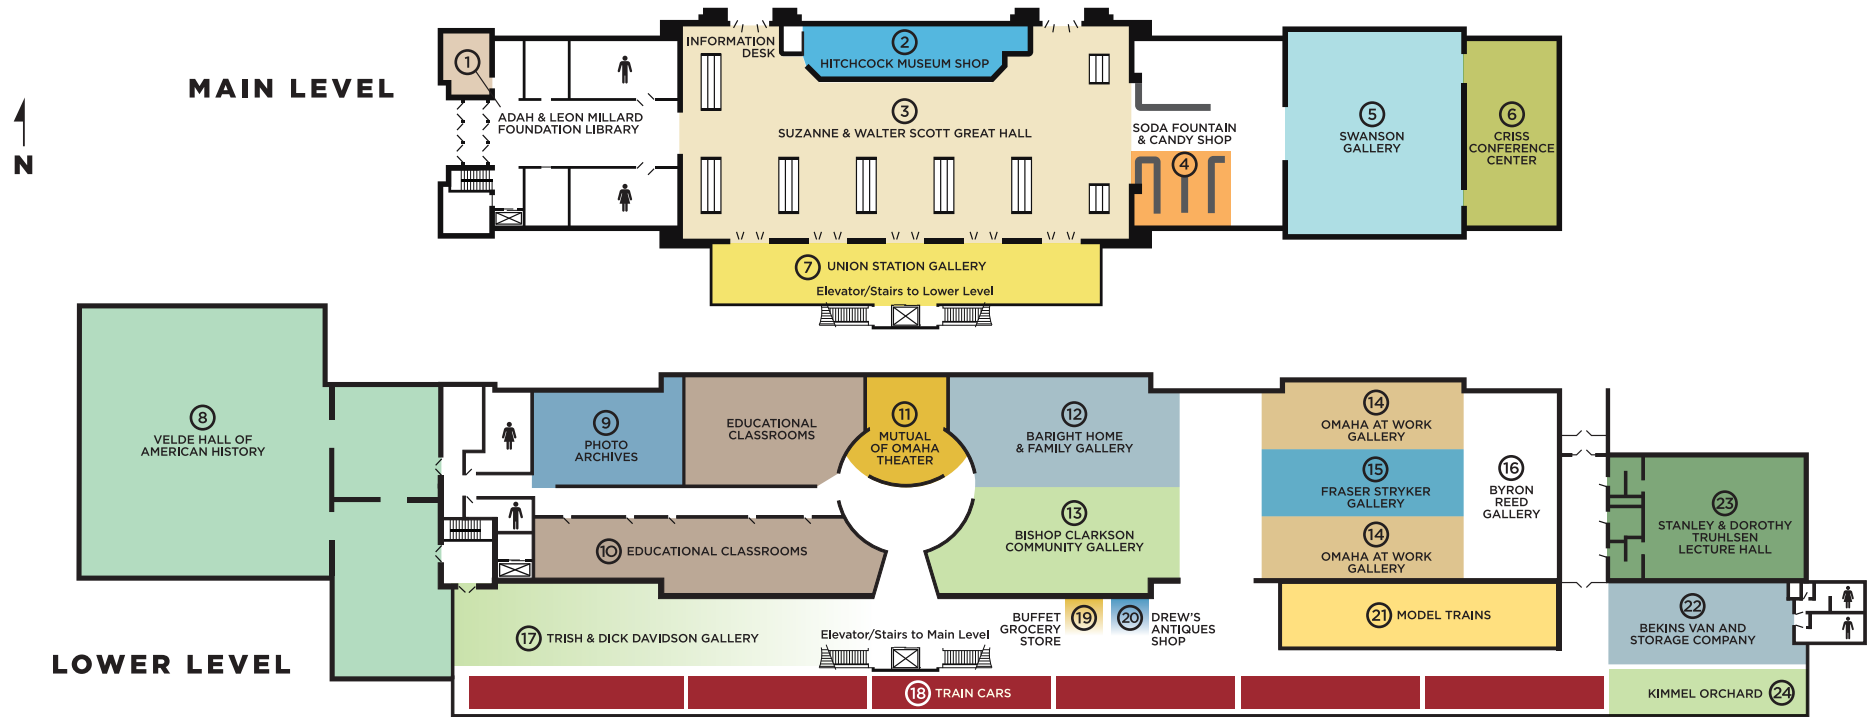 MAIN LEVEL
N
1
ADAH & LEON MILLARD
FOUNDATION LIBRARY
INFORMATION
DESK
2
HITCHCOCK MUSEUM SHOP
3
SUZANNE & WALTER SCOTT GREAT HALL
SODA FOUNTAIN
& CANDY SHOP
4
5
SWANSON
GALLERY
6
CRISS
CONFERENCE
CENTER
7 UNION STATION GALLERY
Elevator/Stairs to Lower Level
LOWER LEVEL
8
VELDE HALL OF
AMERICAN HISTORY
9
PHOTO
ARCHIVES
EDUCATIONAL
CLASSROOMS
10 EDUCATIONAL CLASSROOMS
11
MUTUAL
OF OMAHA
THEATER
12
BARIGHT HOME
& FAMILY GALLERY
13
BISHOP CLARKSON
COMMUNITY GALLERY
14
OMAHA AT WORK
GALLERY
15
FRASER STRYKER
GALLERY
14
OMAHA AT WORK
GALLERY
16
BYRON
REED
GALLERY
23
STANLEY & DOROTHY
TRUHLSEN
LECTURE HALL
17 TRISH & DICK DAVIDSON GALLERY
Elevator/Stairs to Main Level
BUFFET
GROCERY
STORE
19
20
DREW'S
ANTIQUES
SHOP
21 MODEL TRAINS
22
BEKINS VAN AND
STORAGE COMPANY
18 TRAIN CARS
KIMMEL ORCHARD 24